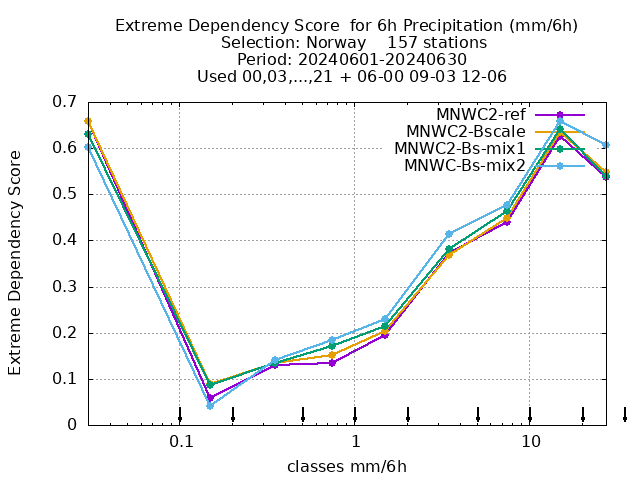 Extreme Dependency Score  for 6h Precipitation (mm/6h)
Selection: Norway    157 stations
Period: 20240601-20240630
Used 00,03,...,21 + 06-00 09-03 12-06
MNWC2-ref
MNWC2-Bscale
MNWC2-Bs-mix1
MNWC-Bs-mix2
Extreme Dependency Score
0.7
0.6
0.5
0.4
0.3
0.2
0.1
0
0.1 1 10
classes mm/6h